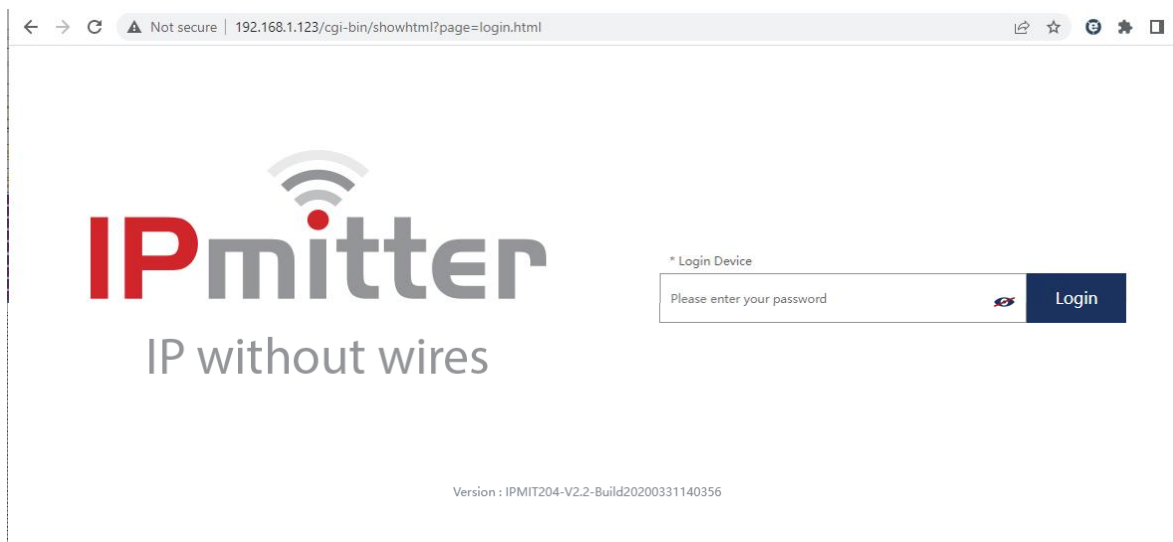 Not secure | 192.168.1.123/cgi-bin/showhtml?page=login.html
IPmitter
IP without wires
* Login Device
Please enter your password
Login
Version : IPMIT204-V2.2-Build20200331140356